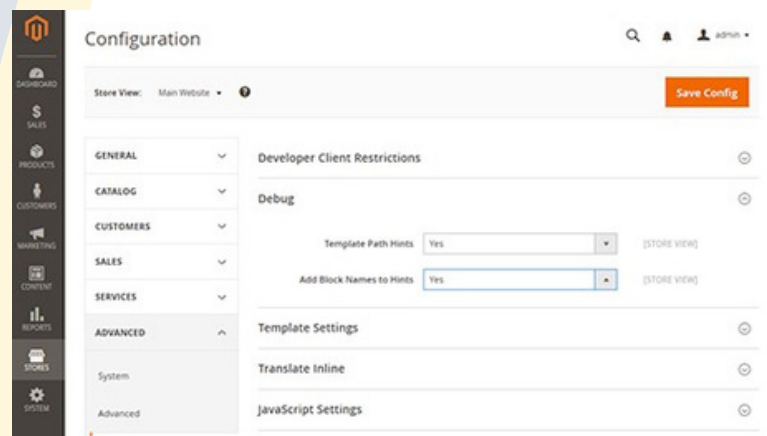 Configuration
admin
Store View: Main Website
?
Save Config
DASHBOARD
$
SALES
PRODUCTS
CUSTOMERS
MARKETING
CONTENT
REPORTS
STORES
SYSTEM
GENERAL
CATALOG
CUSTOMERS
SALES
SERVICES
ADVANCED
System
Advanced
Developer Client Restrictions
Debug
Template Path Hints Yes [STORE VIEW]
Add Block Names to Hints Yes [STORE VIEW]
Template Settings
Translate Inline
JavaScript Settings